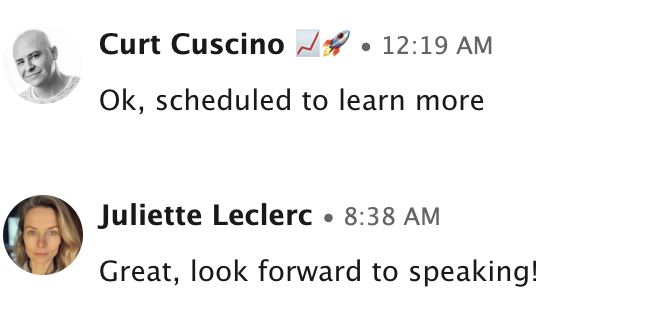 Curt Cuscino 📈🚀 • 12:19 AM
Ok, scheduled to learn more
Juliette Leclerc • 8:38 AM
Great, look forward to speaking!